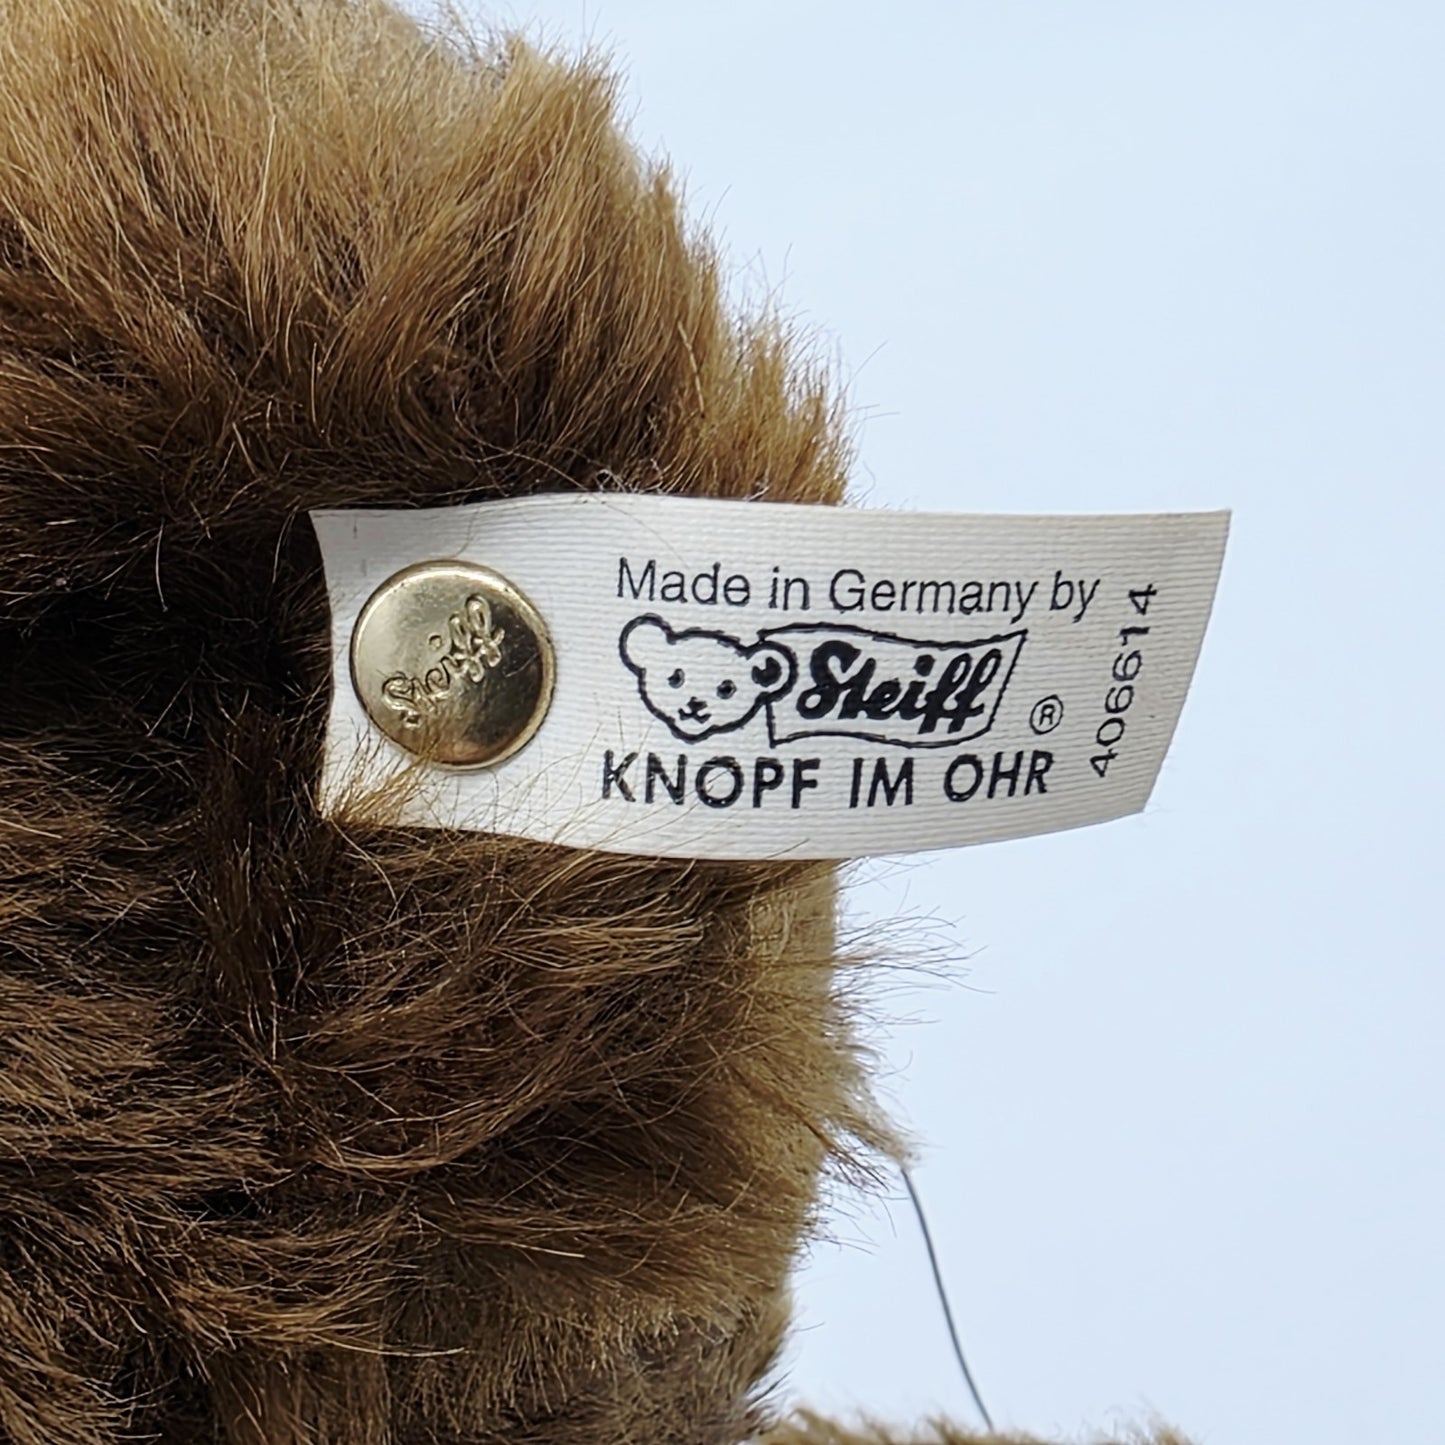 Steiff
Made in Germany by
Steiff ®
KNOPF IM OHR
406614